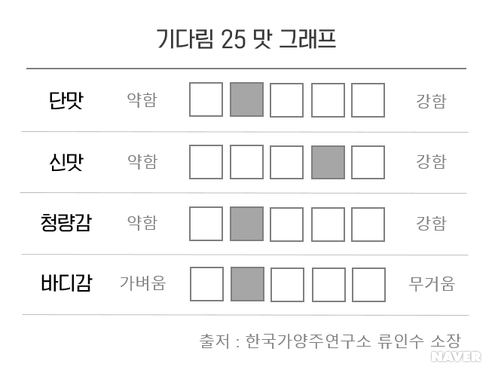 기다림 25 맛 그래프
단맛 약함 강함
신맛 약함 강함
청량감 약함 강함
바디감 가벼움 무거움
출저 : 한국가양주연구소 류인수 소장
NAVER